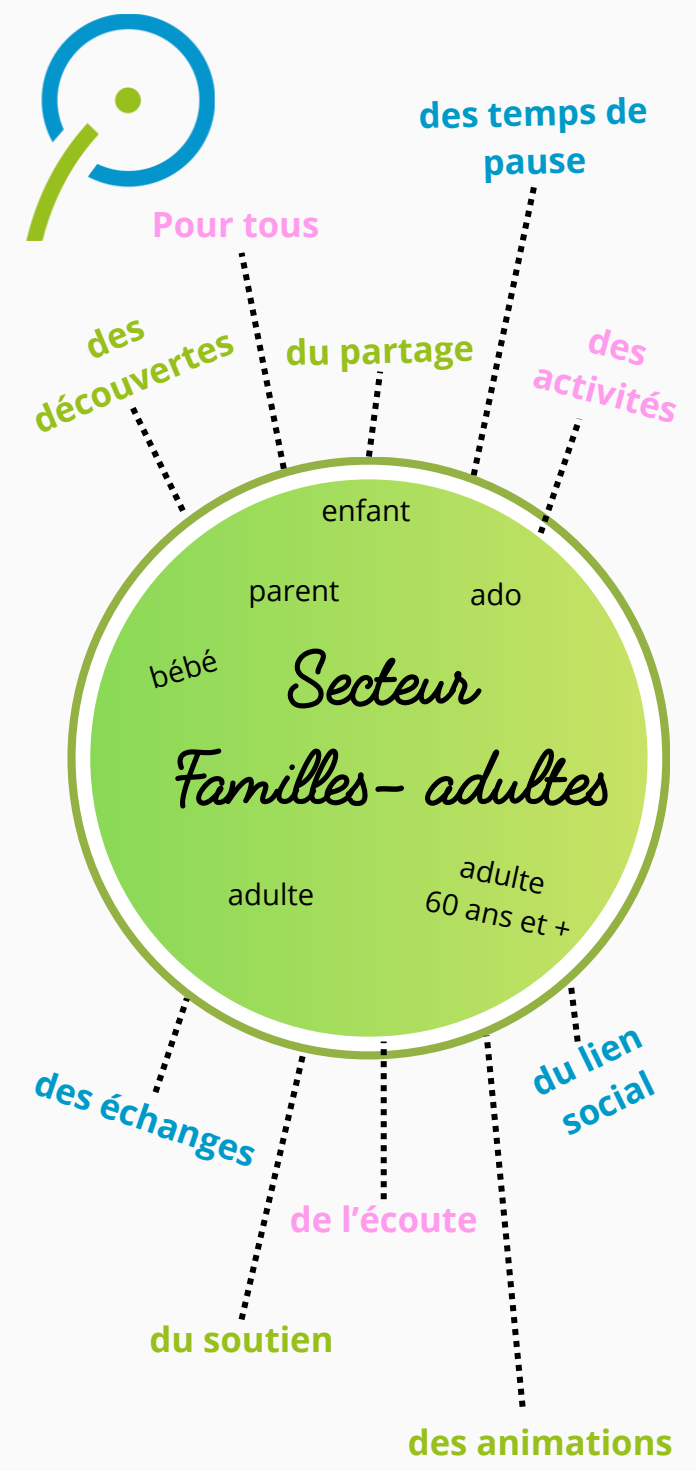 des temps de
pause
Pour tous
des
découvertes
du partage
des
activités
enfant
parent
ado
bébé
Secteur
Familles- adultes
adulte
adulte
60 ans et +
du lien
social
des échanges
de l’écoute
du soutien
des animations